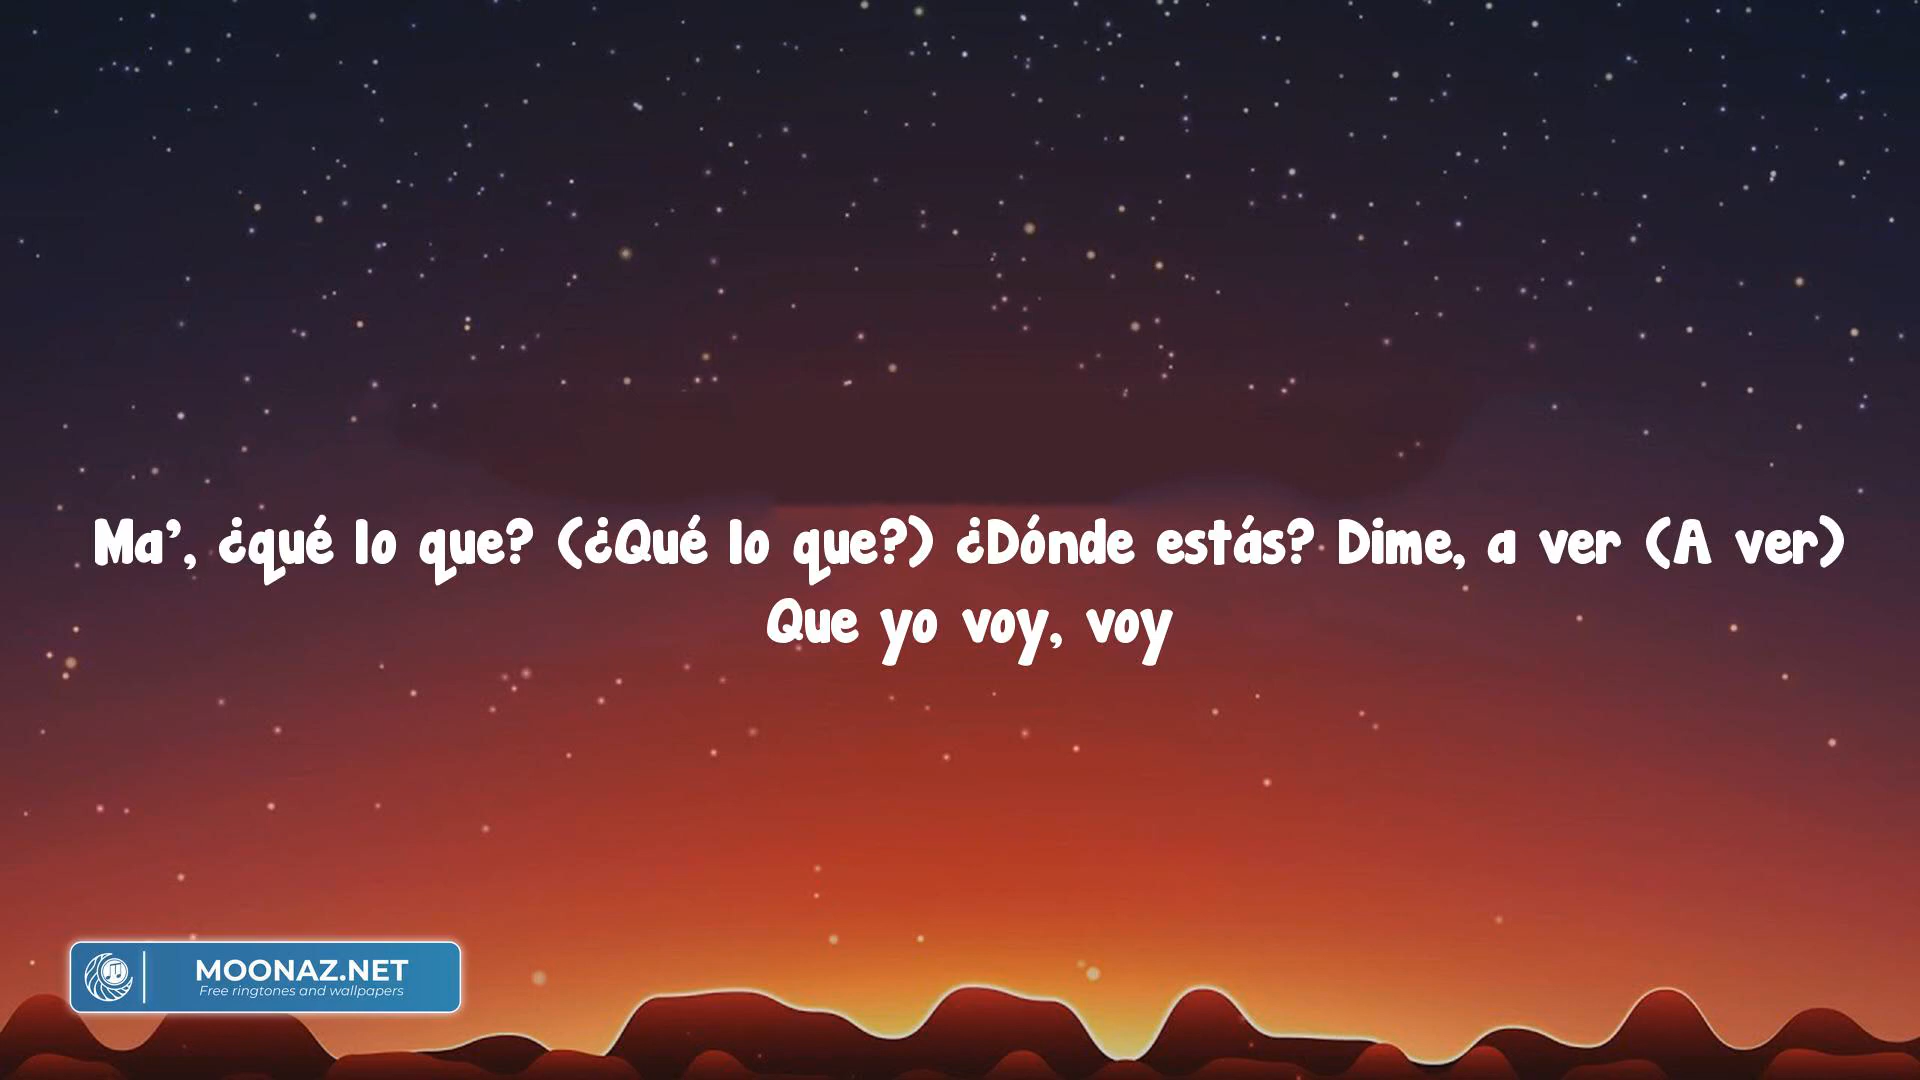 Ma’, ¿qué lo que? (¿Qué lo que?) ¿Dónde estás? Dime, a ver (A ver)
Que yo voy, voy
MOONAZ.NET
Free ringtones and wallpapers